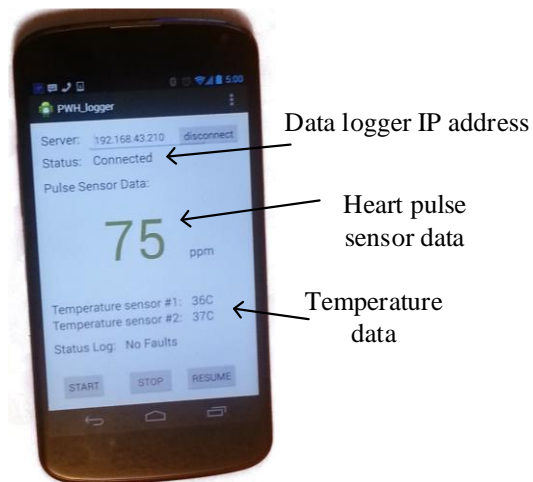 5:00
PWH_logger
Server: 192.168.43.210 disconnect
Status: Connected
Pulse Sensor Data:
75 ppm
Temperature sensor #1: 36C
Temperature sensor #2: 37C
Status Log: No Faults
START STOP RESUME
Data logger IP address
Heart pulse
sensor data
Temperature
data